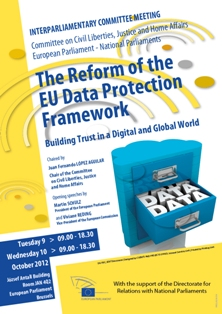 INTERPARLIAMENTARY COMMITTEE MEETING
Committee on Civil Liberties, Justice and Home Affairs
European Parliament - National Parliaments
The Reform of the
EU Data Protection
Framework
Building Trust in a Digital and Global World
Chaired by
Juan Fernando LÓPEZ AGUILAR
Chair of the Committee
on Civil Liberties, Justice
and Home Affairs
Opening speeches by
Martin SCHULZ
President of the European Parliament
and Viviane REDING
Vice President of the European Commission
DATA
DATA
Tuesday 9 > 09.00 - 18.30
Wednesday 10 > 09.00 - 18.30
October 2012
József Antall Building
Room JAN 4Q2
European Parliament
Brussels
With the support of the Directorate for
Relations with National Parliaments